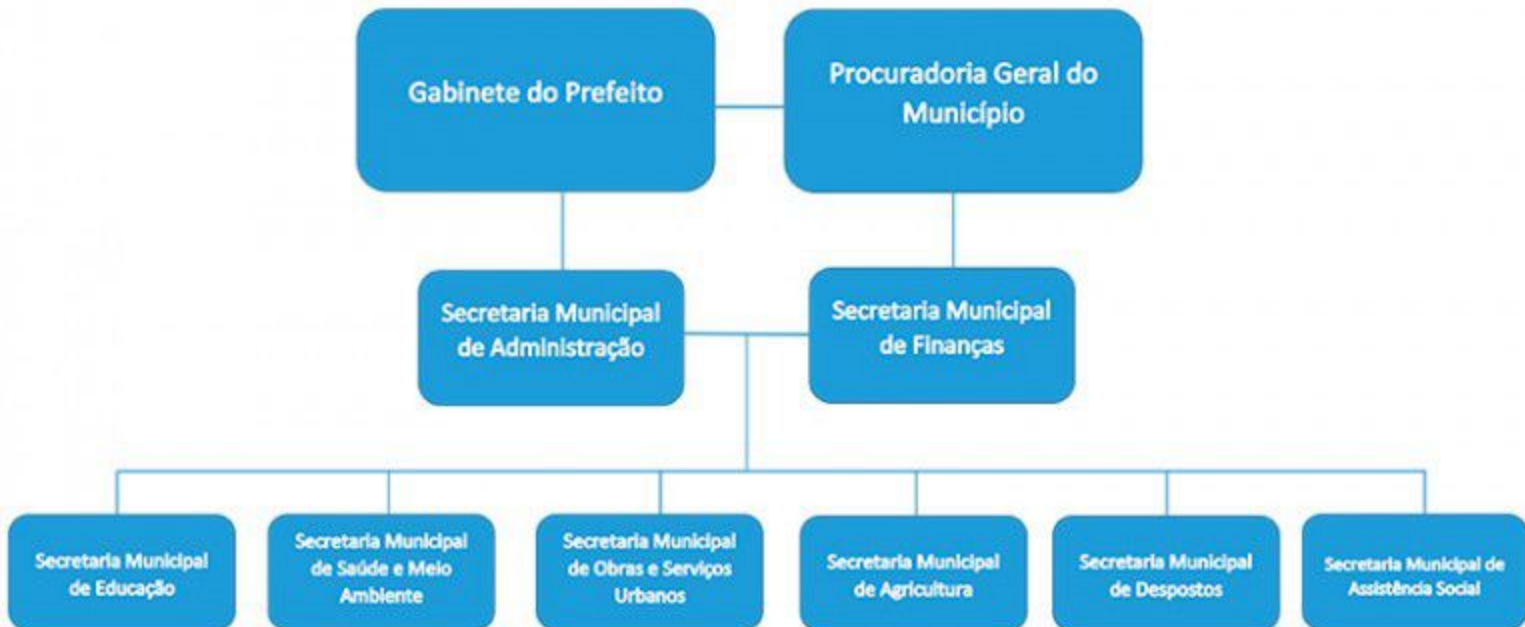 Gabinete do Prefeito
Procuradoria Geral do
Município
Secretaria Municipal
de Administração
Secretaria Municipal
de Finanças
Secretaria Municipal
de Educação
Secretaria Municipal
de Saúde e Meio
Ambiente
Secretaria Municipal
de Obras e Serviços
Urbanos
Secretaria Municipal
de Agricultura
Secretaria Municipal
de Despostos
Secretaria Municipal de
Assistência Social